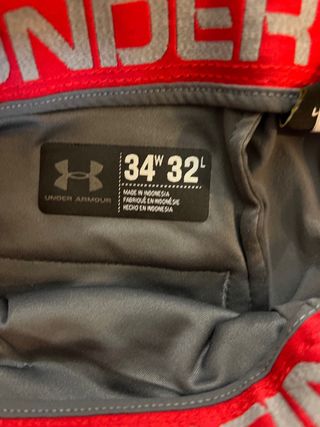 UNDER
34W 32L
UNDER ARMOUR
MADE IN INDONESIA
FABRIQUÉ EN INDONÉSIE
HECHO EN INDONESIA